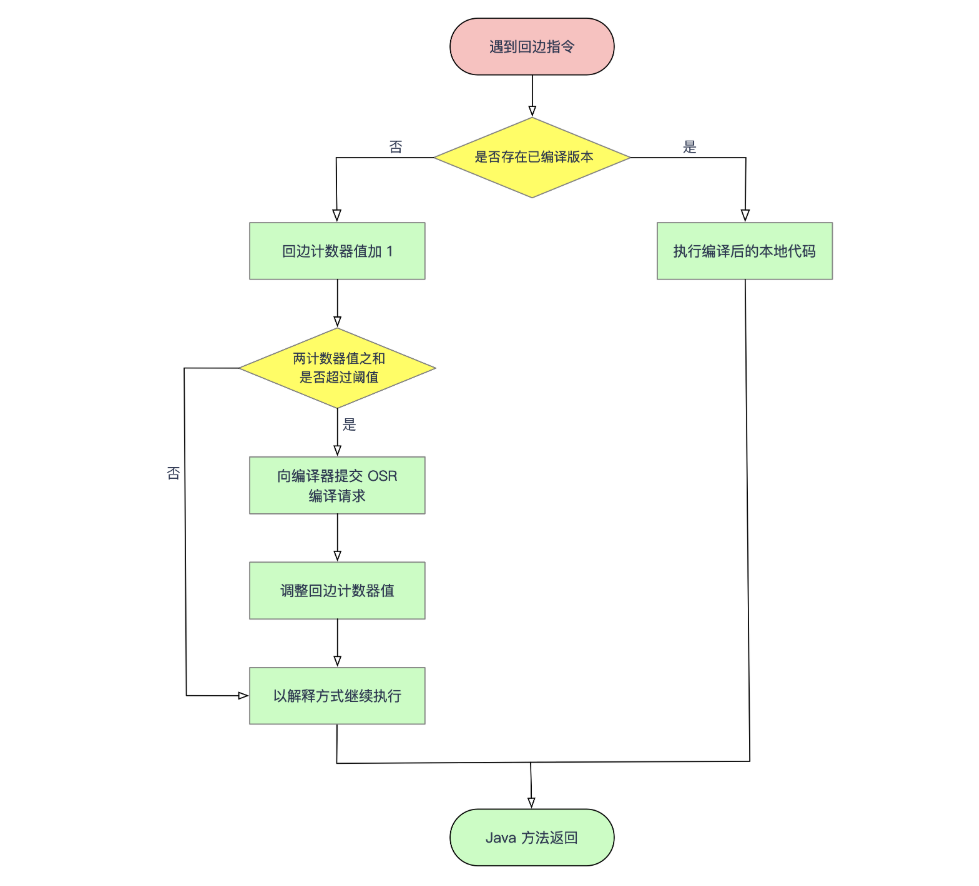 遇到回边指令
否
是否存在已编译版本
是
回边计数器值加 1
执行编译后的本地代码
两计数器值之和
是否超过阈值
是
否
向编译器提交 OSR
编译请求
调整回边计数器值
以解释方式继续执行
Java 方法返回